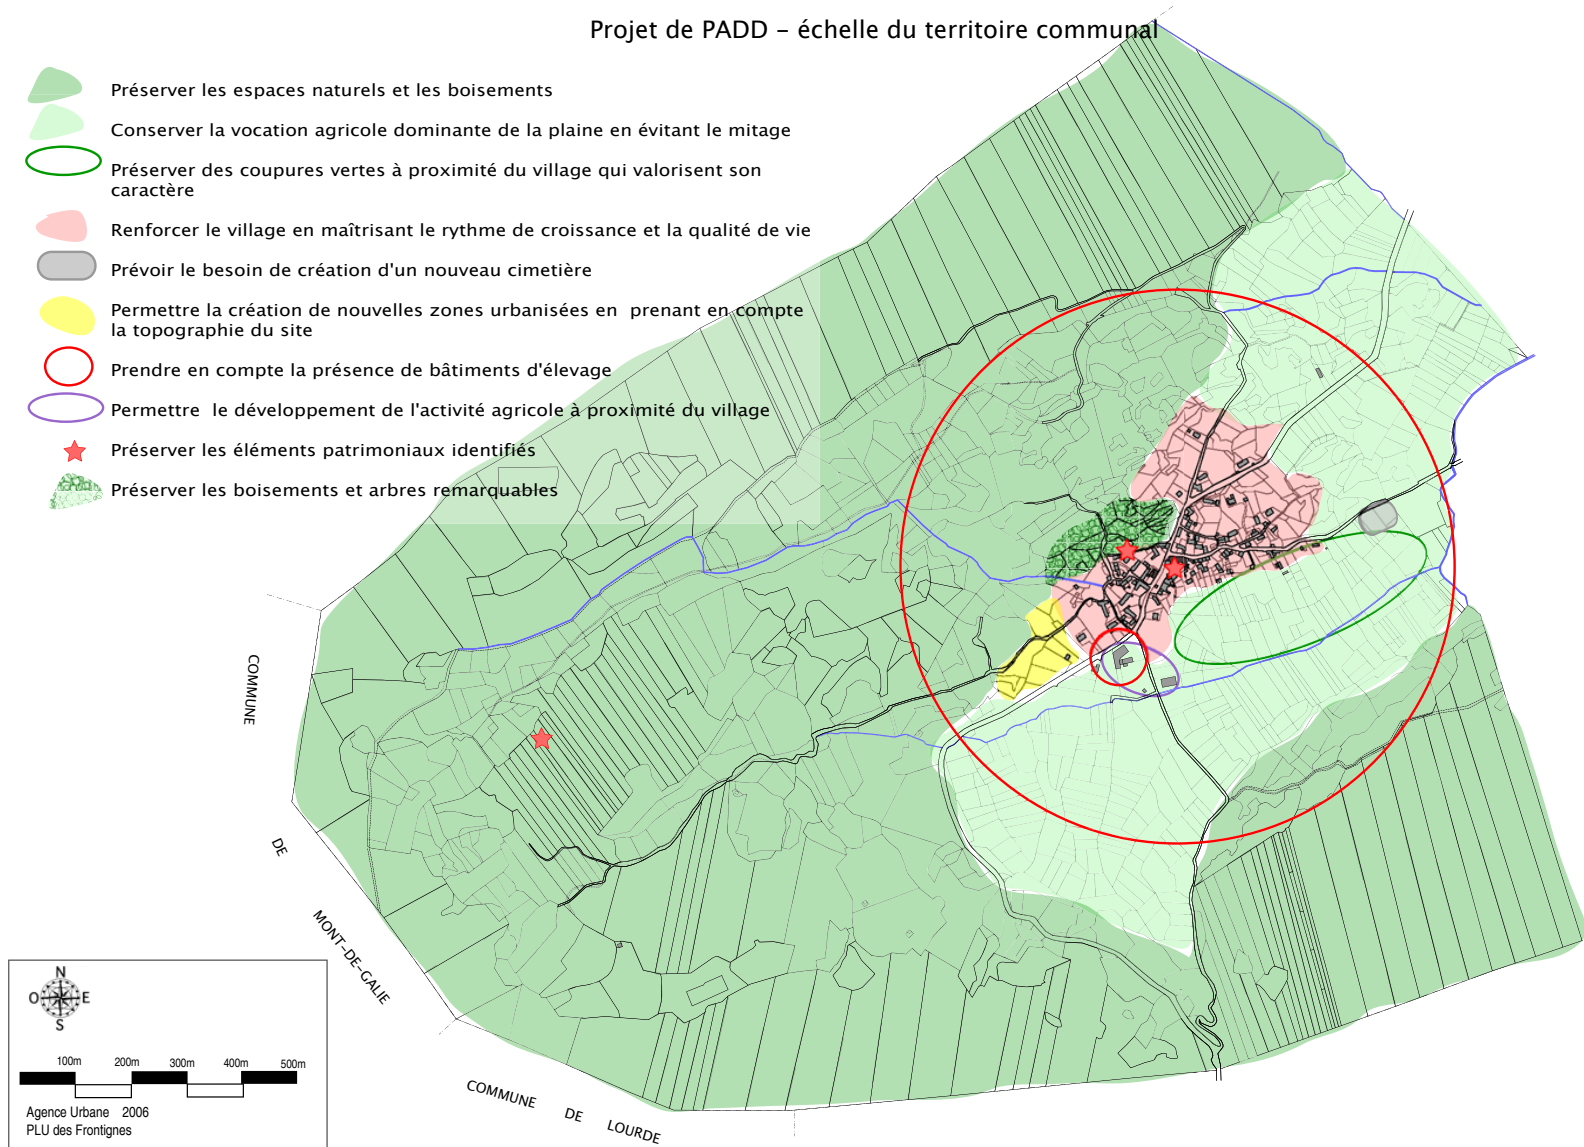 Projet de PADD – échelle du territoire communal
Préserver les espaces naturels et les boisements
Conserver la vocation agricole dominante de la plaine en évitant le mitage
Préserver des coupures vertes à proximité du village qui valorisent son
caractère
Renforcer le village en maîtrisant le rythme de croissance et la qualité de vie
Prévoir le besoin de création d'un nouveau cimetière
Permettre la création de nouvelles zones urbanisées en  prenant en compte
la topographie du site
Prendre en compte la présence de bâtiments d'élevage
Permettre  le développement de l'activité agricole à proximité du village
Préserver les éléments patrimoniaux identifiés
Préserver les boisements et arbres remarquables
COMMUNE
DE
MONT-DE-GALIE
COMMUNE DE LOURDE
N
O E
S
100m 200m 300m 400m 500m
Agence Urbane 2006
PLU des Frontignes